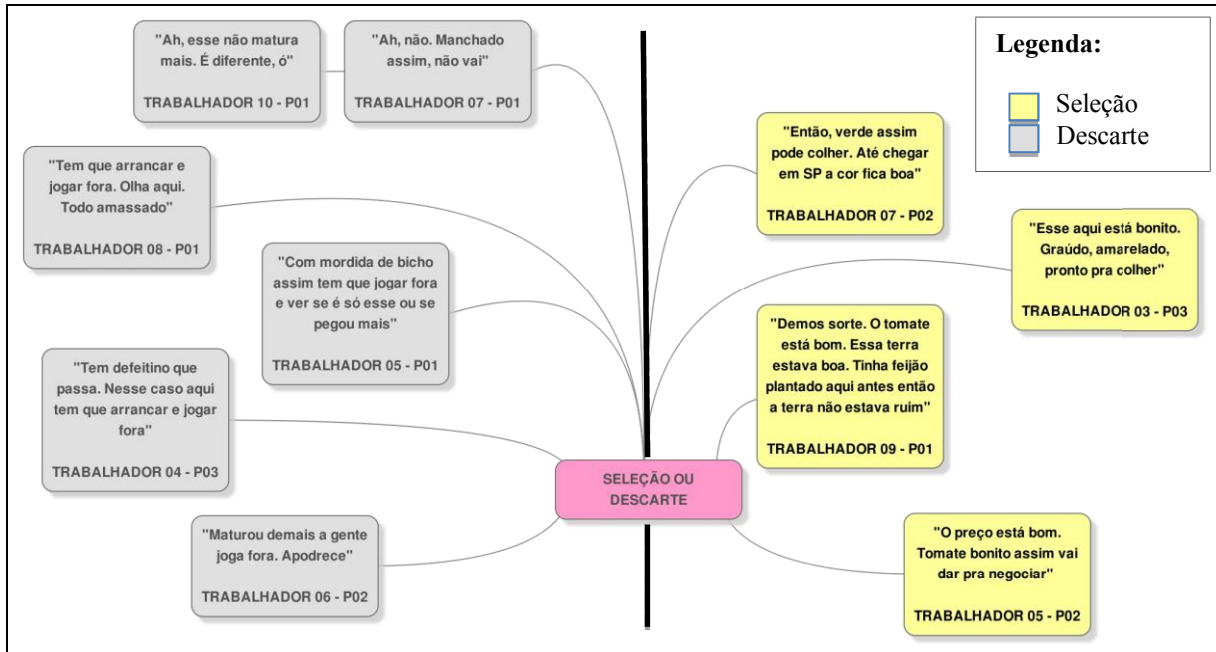 "Ah, esse não matura
mais. É diferente, ó"
TRABALHADOR 10 - P01
"Ah, não. Manchado
assim, não vai"
TRABALHADOR 07 - P01
"Tem que arrancar e
jogar fora. Olha aqui.
Todo amassado"
TRABALHADOR 08 - P01
"Com mordida de bicho
assim tem que jogar fora
e ver se é só esse ou se
pegou mais"
TRABALHADOR 05 - P01
"Tem defeitino que
passa. Nesse caso aqui
tem que arrancar e jogar
fora"
TRABALHADOR 04 - P03
"Maturou demais a gente
joga fora. Apodrece"
TRABALHADOR 06 - P02
SELEÇÃO OU
DESCARTE
Legenda:
Seleção
Descarte
"Então, verde assim
pode colher. Até chegar
em SP a cor fica boa"
TRABALHADOR 07 - P02
"Esse aqui está bonito.
Graúdo, amarelado,
pronto pra colher"
TRABALHADOR 03 - P03
"Demos sorte. O tomate
está bom. Essa terra
estava boa. Tinha feijão
plantado aqui antes então
a terra não estava ruim"
TRABALHADOR 09 - P01
"O preço está bom.
Tomate bonito assim vai
dar pra negociar"
TRABALHADOR 05 - P02